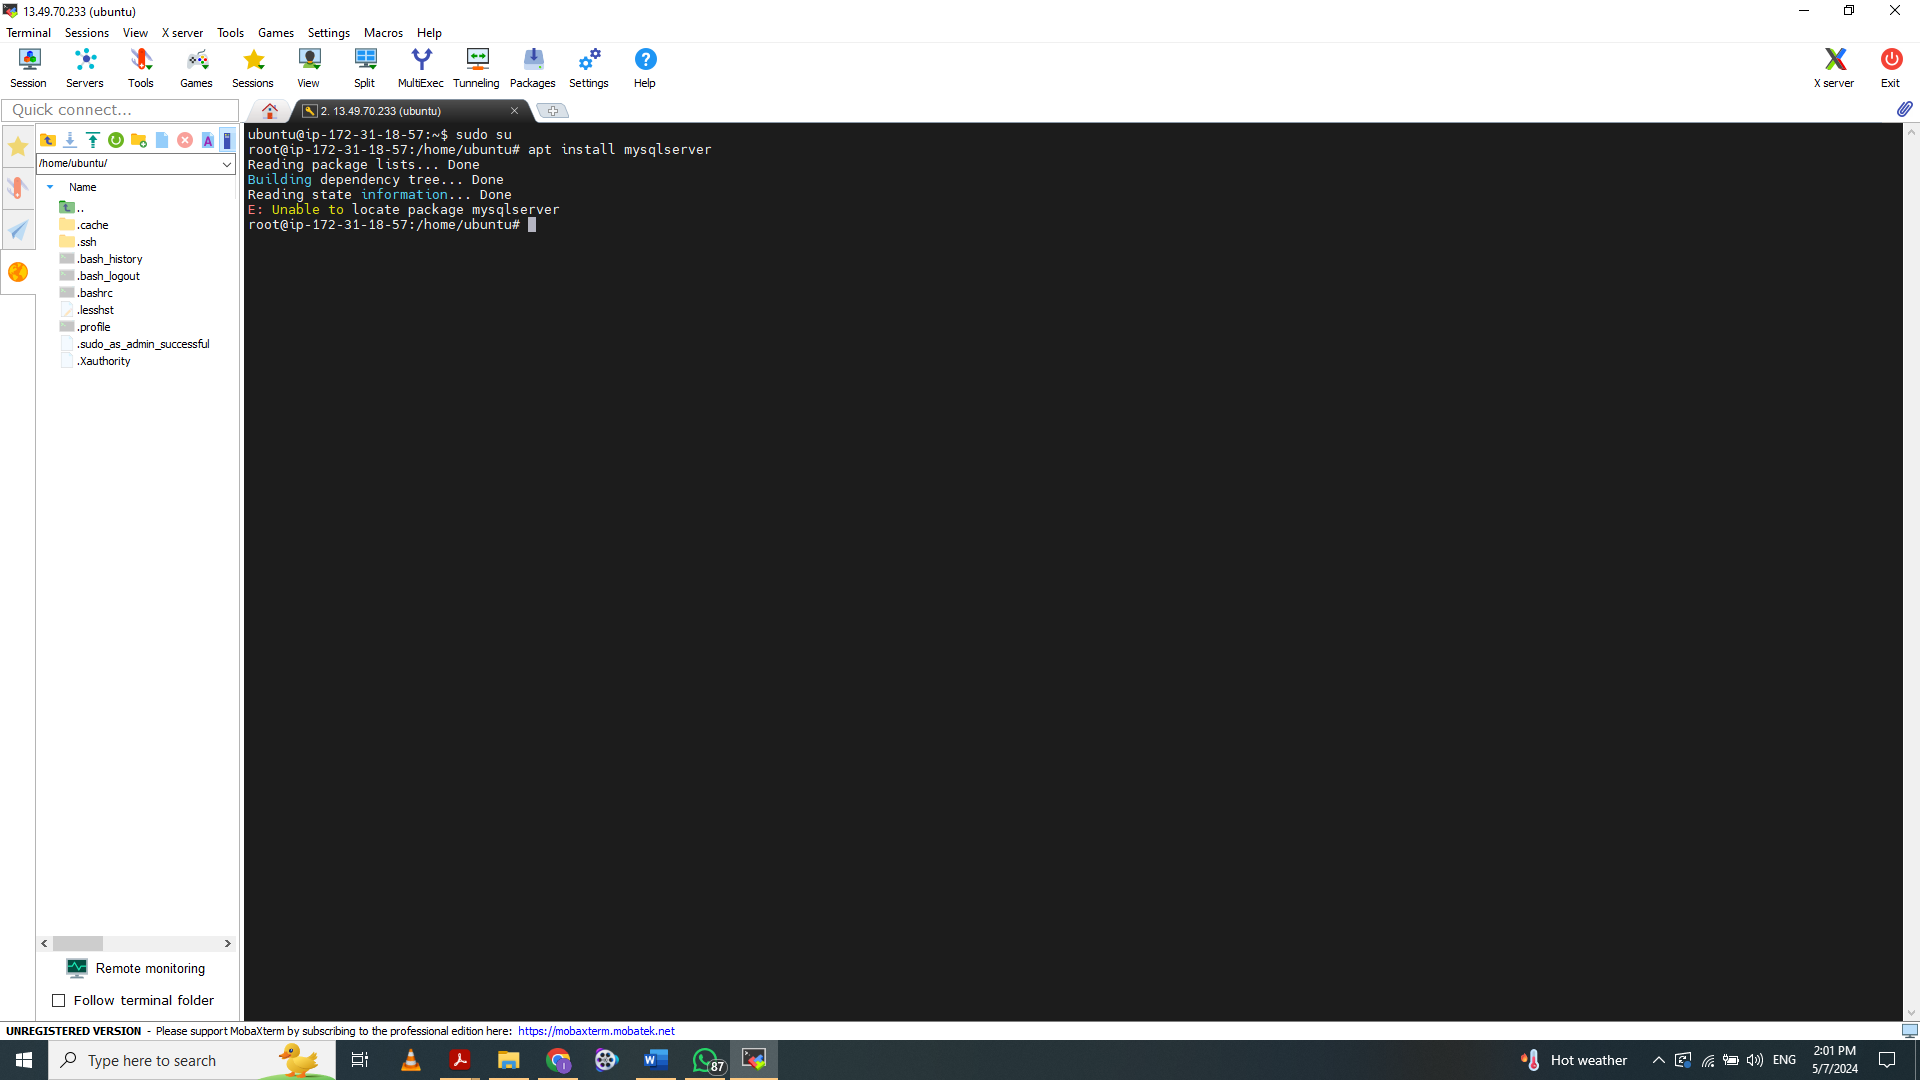 13.49.70.233 (ubuntu)
Terminal Sessions View X server Tools Games Settings Macros Help
Session Servers Tools Games Sessions View Split MultiExec Tunneling Packages Settings Help X server Exit
Quick connect...
2. 13.49.70.233 (ubuntu)
/home/ubuntu/
Name
..
.cache
.ssh
.bash_history
.bash_logout
.bashrc
.lesshst
.profile
.sudo_as_admin_successful
.Xauthority
ubuntu@ip-172-31-18-57:~$ sudo su
root@ip-172-31-18-57:/home/ubuntu# apt install mysqlserver
Reading package lists... Done
Building dependency tree... Done
Reading state information... Done
E: Unable to locate package mysqlserver
root@ip-172-31-18-57:/home/ubuntu#
Remote monitoring
Follow terminal folder
UNREGISTERED VERSION - Please support MobaXterm by subscribing to the professional edition here: https://mobaxterm.mobatek.net
Type here to search
87
Hot weather
ENG
2:01 PM
5/7/2024